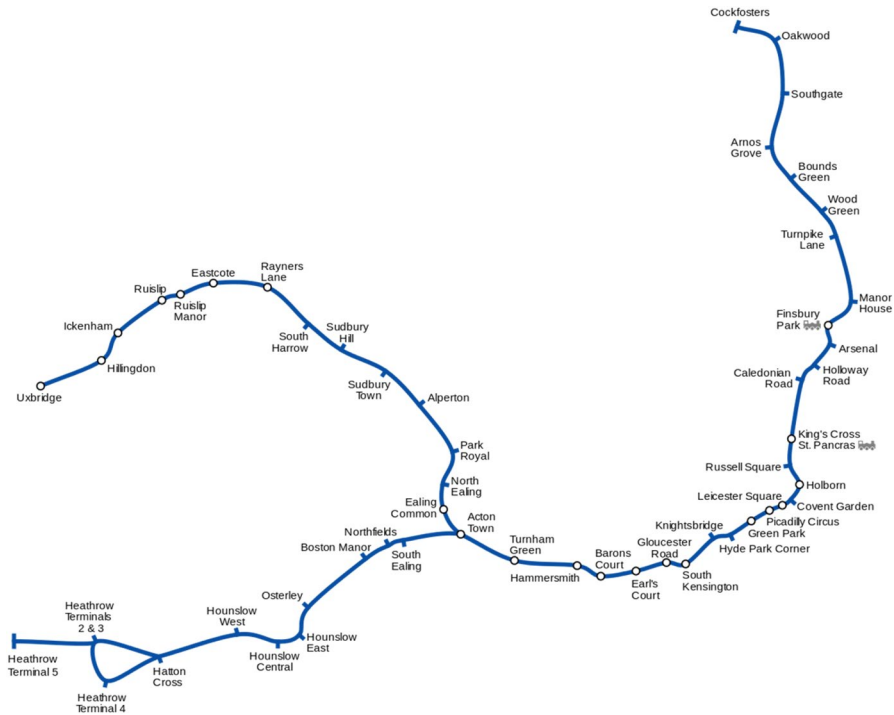 Cockfosters
Oakwood
Southgate
Arnos
Grove
Bounds
Green
Wood
Green
Turnpike
Lane
Manor
House
Finsbury
Park
Arsenal
Holloway
Road
Caledonian
Road
King's Cross
St. Pancras
Russell Square
Holborn
Leicester Square
Covent Garden
Picadilly Circus
Green Park
Hyde Park Corner
Knightsbridge
South
Kensington
Gloucester
Road
Earl's
Court
Barons
Court
Hammersmith
Turnham
Green
Acton
Town
Ealing
Common
North
Ealing
Park
Royal
Alperton
Sudbury
Town
Sudbury
Hill
South
Harrow
Rayners
Lane
Eastcote
Ruislip
Manor
Ruislip
Ickenham
Hillingdon
Uxbridge
South
Ealing
Northfields
Boston Manor
Osterley
Hounslow
East
Hounslow
Central
Hounslow
West
Hatton
Cross
Heathrow
Terminals
2 & 3
Heathrow
Terminal 4
Heathrow
Terminal 5